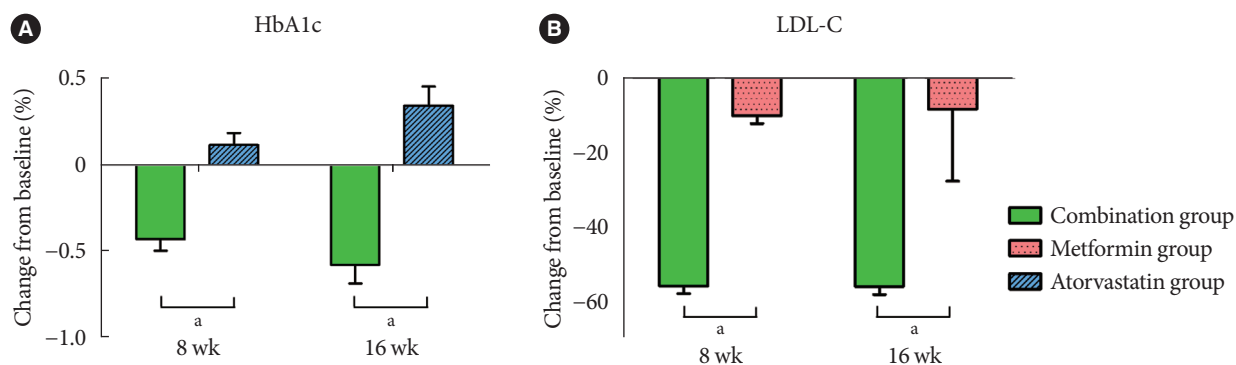 A
HbA1c
Change from baseline (%)
0.5
0
−0.5
−1.0
a
a
8 wk
16 wk
B
LDL-C
Change from baseline (%)
0
−20
−40
−60
a
a
8 wk
16 wk
Combination group
Metformin group
Atorvastatin group